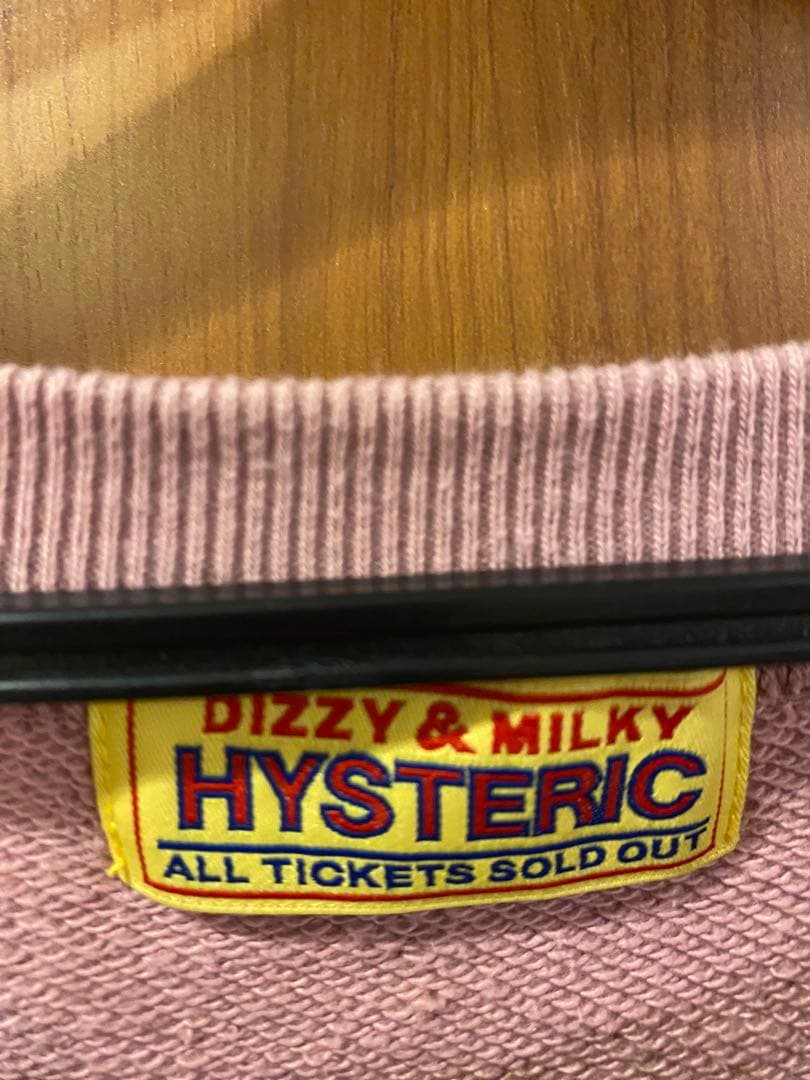 DIZZY & MILKY
HYSTERIC
ALL TICKETS SOLD OUT